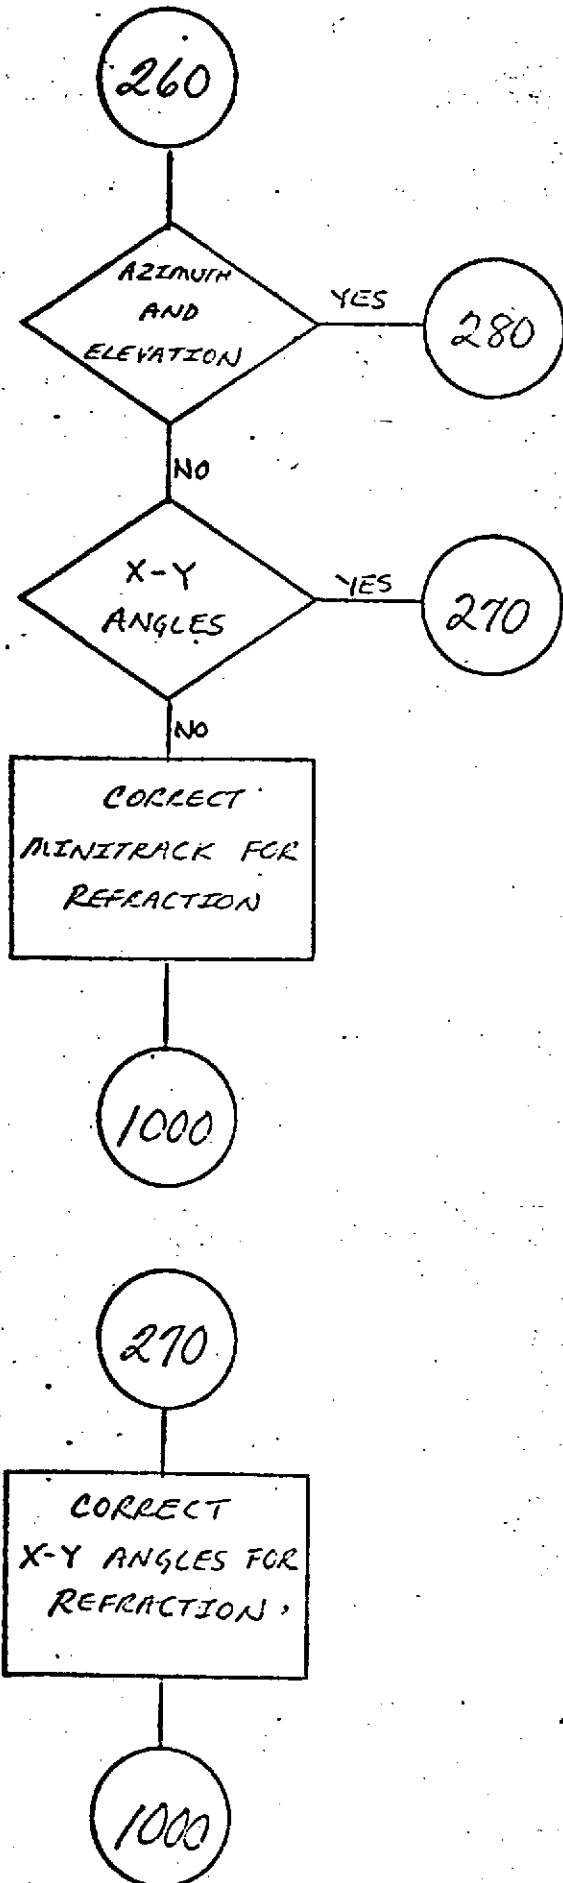 260
AZIMUTH
AND
ELEVATION
YES
280
NO
X-Y
ANGLES
YES
270
NO
CORRECT
MINITRACK FOR
REFRACTION
1000
270
CORRECT
X-Y ANGLES FOR
REFRACTION.
1000